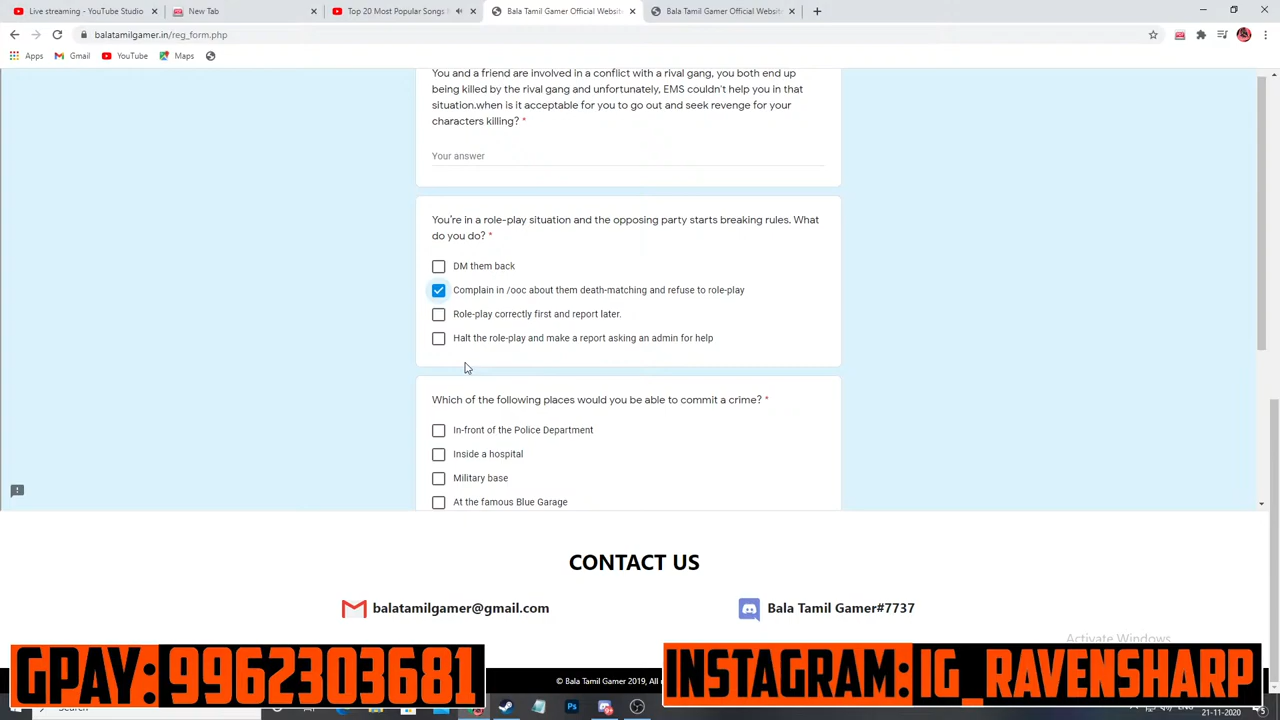 Live streaming - YouTube Studio
New Tab
Top 20 Most Popular Songs
Bala Tamil Gamer Official Websit
Bala Tamil Gamer Official Websit
balatamilgamer.in/reg_form.php
Apps
Gmail
YouTube
Maps
You and a friend are involved in a conflict with a rival gang, you both end up
being killed by the rival gang and unfortunately, EMS couldn't help you in that
situation.when is it acceptable for you to go out and seek revenge for your
characters killing? *
Your answer
You're in a role-play situation and the opposing party starts breaking rules. What
do you do? *
DM them back
Complain in /ooc about them death-matching and refuse to role-play
Role-play correctly first and report later.
Halt the role-play and make a report asking an admin for help
Which of the following places would you be able to commit a crime? *
In-front of the Police Department
Inside a hospital
Military base
At the famous Blue Garage
CONTACT US
balatamilgamer@gmail.com
Bala Tamil Gamer#7737
Activate Windows
GPAY:9962303681
INSTAGRAM:IG_RAVENSHARP
© Bala Tamil Gamer 2019, All
21-11-2020